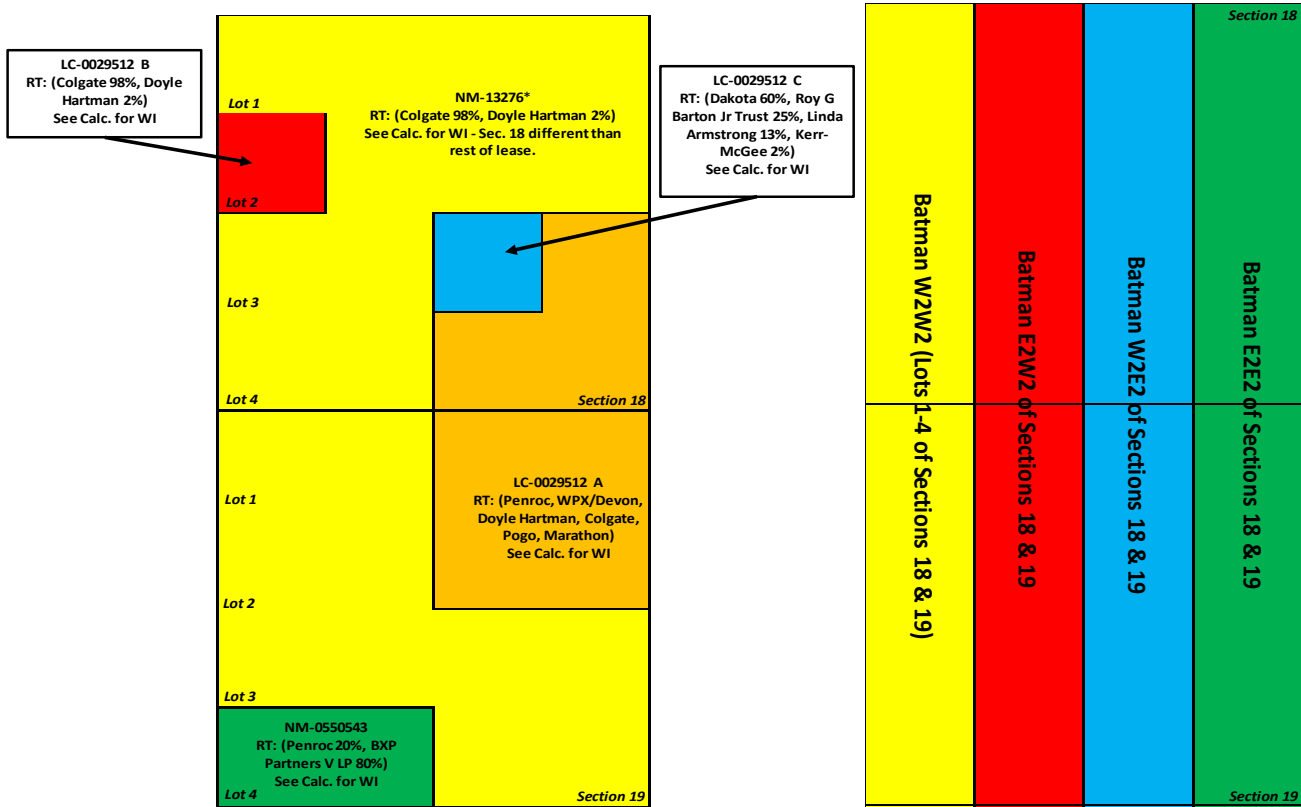 LC-0029512 B
RT: (Colgate 98%, Doyle
Hartman 2%)
See Calc. for WI
Lot 1
NM-13276*
RT: (Colgate 98%, Doyle Hartman 2%)
See Calc. for WI - Sec. 18 different than
rest of lease.
LC-0029512 C
RT: (Dakota 60%, Roy G
Barton Jr Trust 25%, Linda
Armstrong 13%, Kerr-
McGee 2%)
See Calc. for WI
Lot 2
Lot 3
Lot 4
Section 18
Lot 1
LC-0029512 A
RT: (Penroc, WPX/Devon,
Doyle Hartman, Colgate,
Pogo, Marathon)
See Calc. for WI
Lot 2
Lot 3
NM-0550543
RT: (Penroc 20%, BXP
Partners V LP 80%)
See Calc. for WI
Lot 4
Section 19
Section 18
Batman W2W2 (Lots 1-4 of Sections 18 & 19)
Batman E2W2 of Sections 18 & 19
Batman W2E2 of Sections 18 & 19
Batman E2E2 of Sections 18 & 19
Section 19